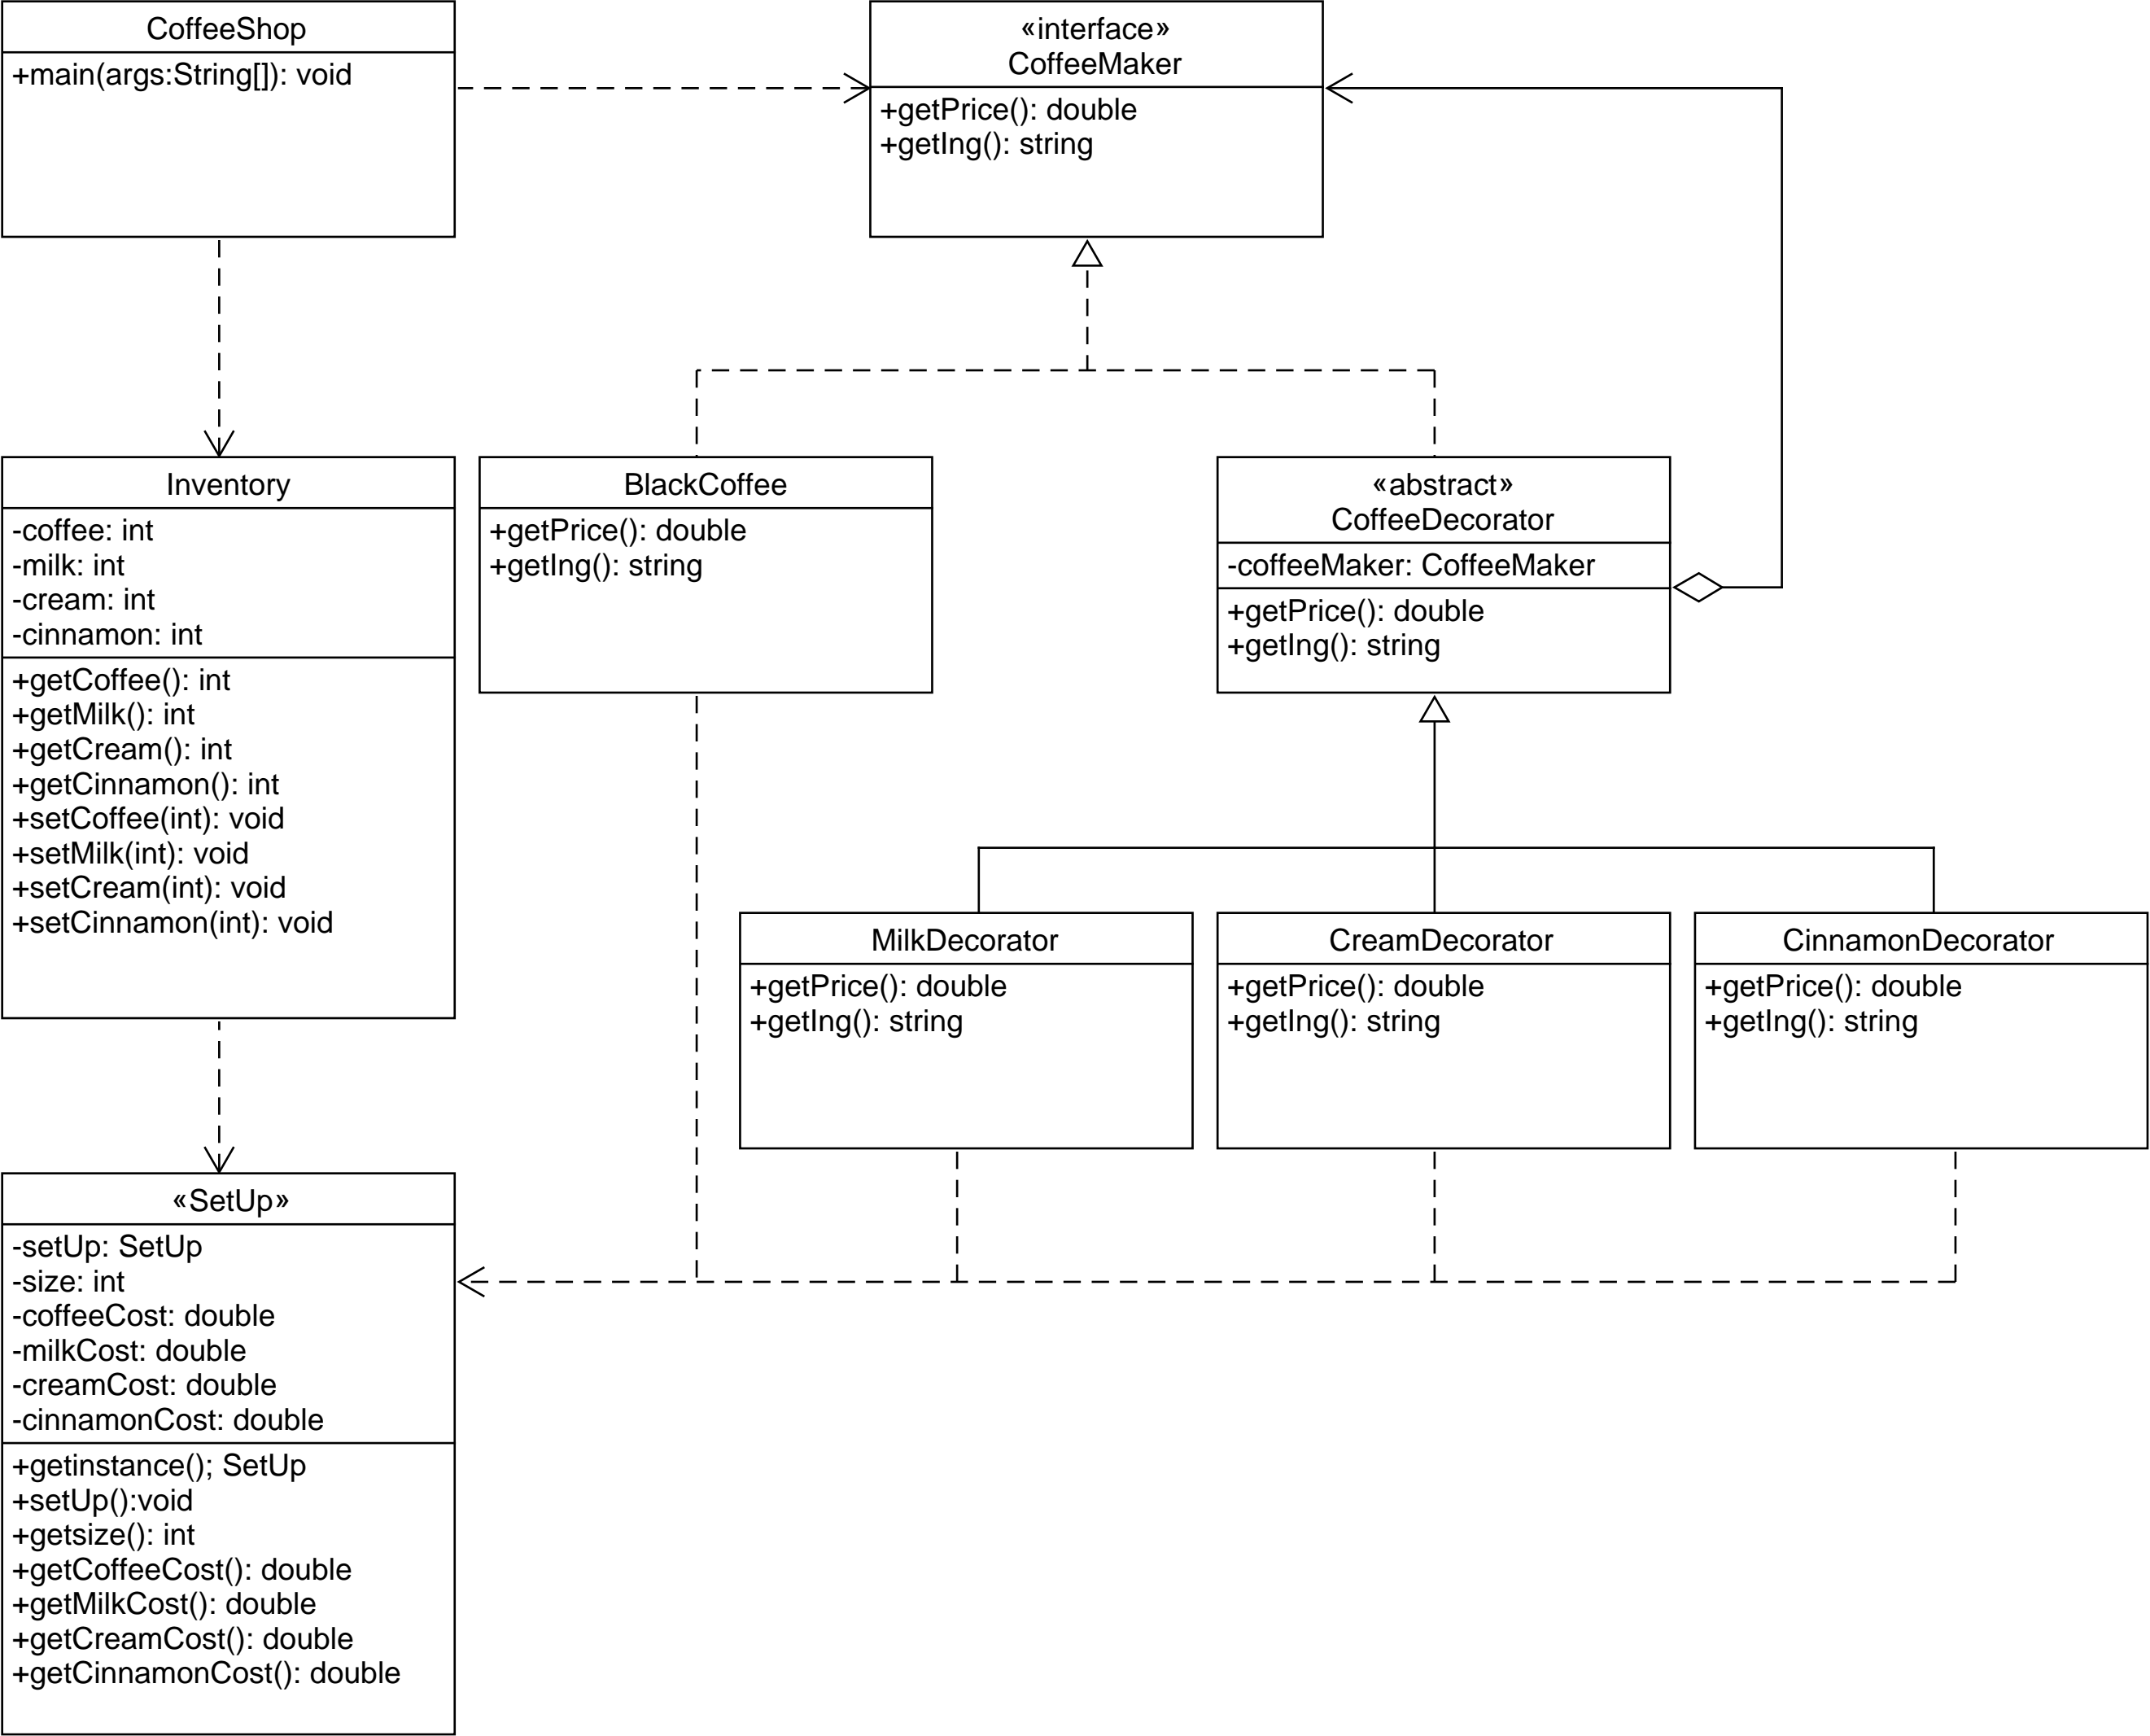 CoffeeShop
+main(args:String[]): void
«interface»
CoffeeMaker
+getPrice(): double
+getIng(): string
Inventory
-coffee: int
-milk: int
-cream: int
-cinnamon: int
+getCoffee(): int
+getMilk(): int
+getCream(): int
+getCinnamon(): int
+setCoffee(int): void
+setMilk(int): void
+setCream(int): void
+setCinnamon(int): void
BlackCoffee
+getPrice(): double
+getIng(): string
«abstract»
CoffeeDecorator
-coffeeMaker: CoffeeMaker
+getPrice(): double
+getIng(): string
MilkDecorator
+getPrice(): double
+getIng(): string
CreamDecorator
+getPrice(): double
+getIng(): string
CinnamonDecorator
+getPrice(): double
+getIng(): string
«SetUp»
-setUp: SetUp
-size: int
-coffeeCost: double
-milkCost: double
-creamCost: double
-cinnamonCost: double
+getinstance(); SetUp
+setUp():void
+getsize(): int
+getCoffeeCost(): double
+getMilkCost(): double
+getCreamCost(): double
+getCinnamonCost(): double